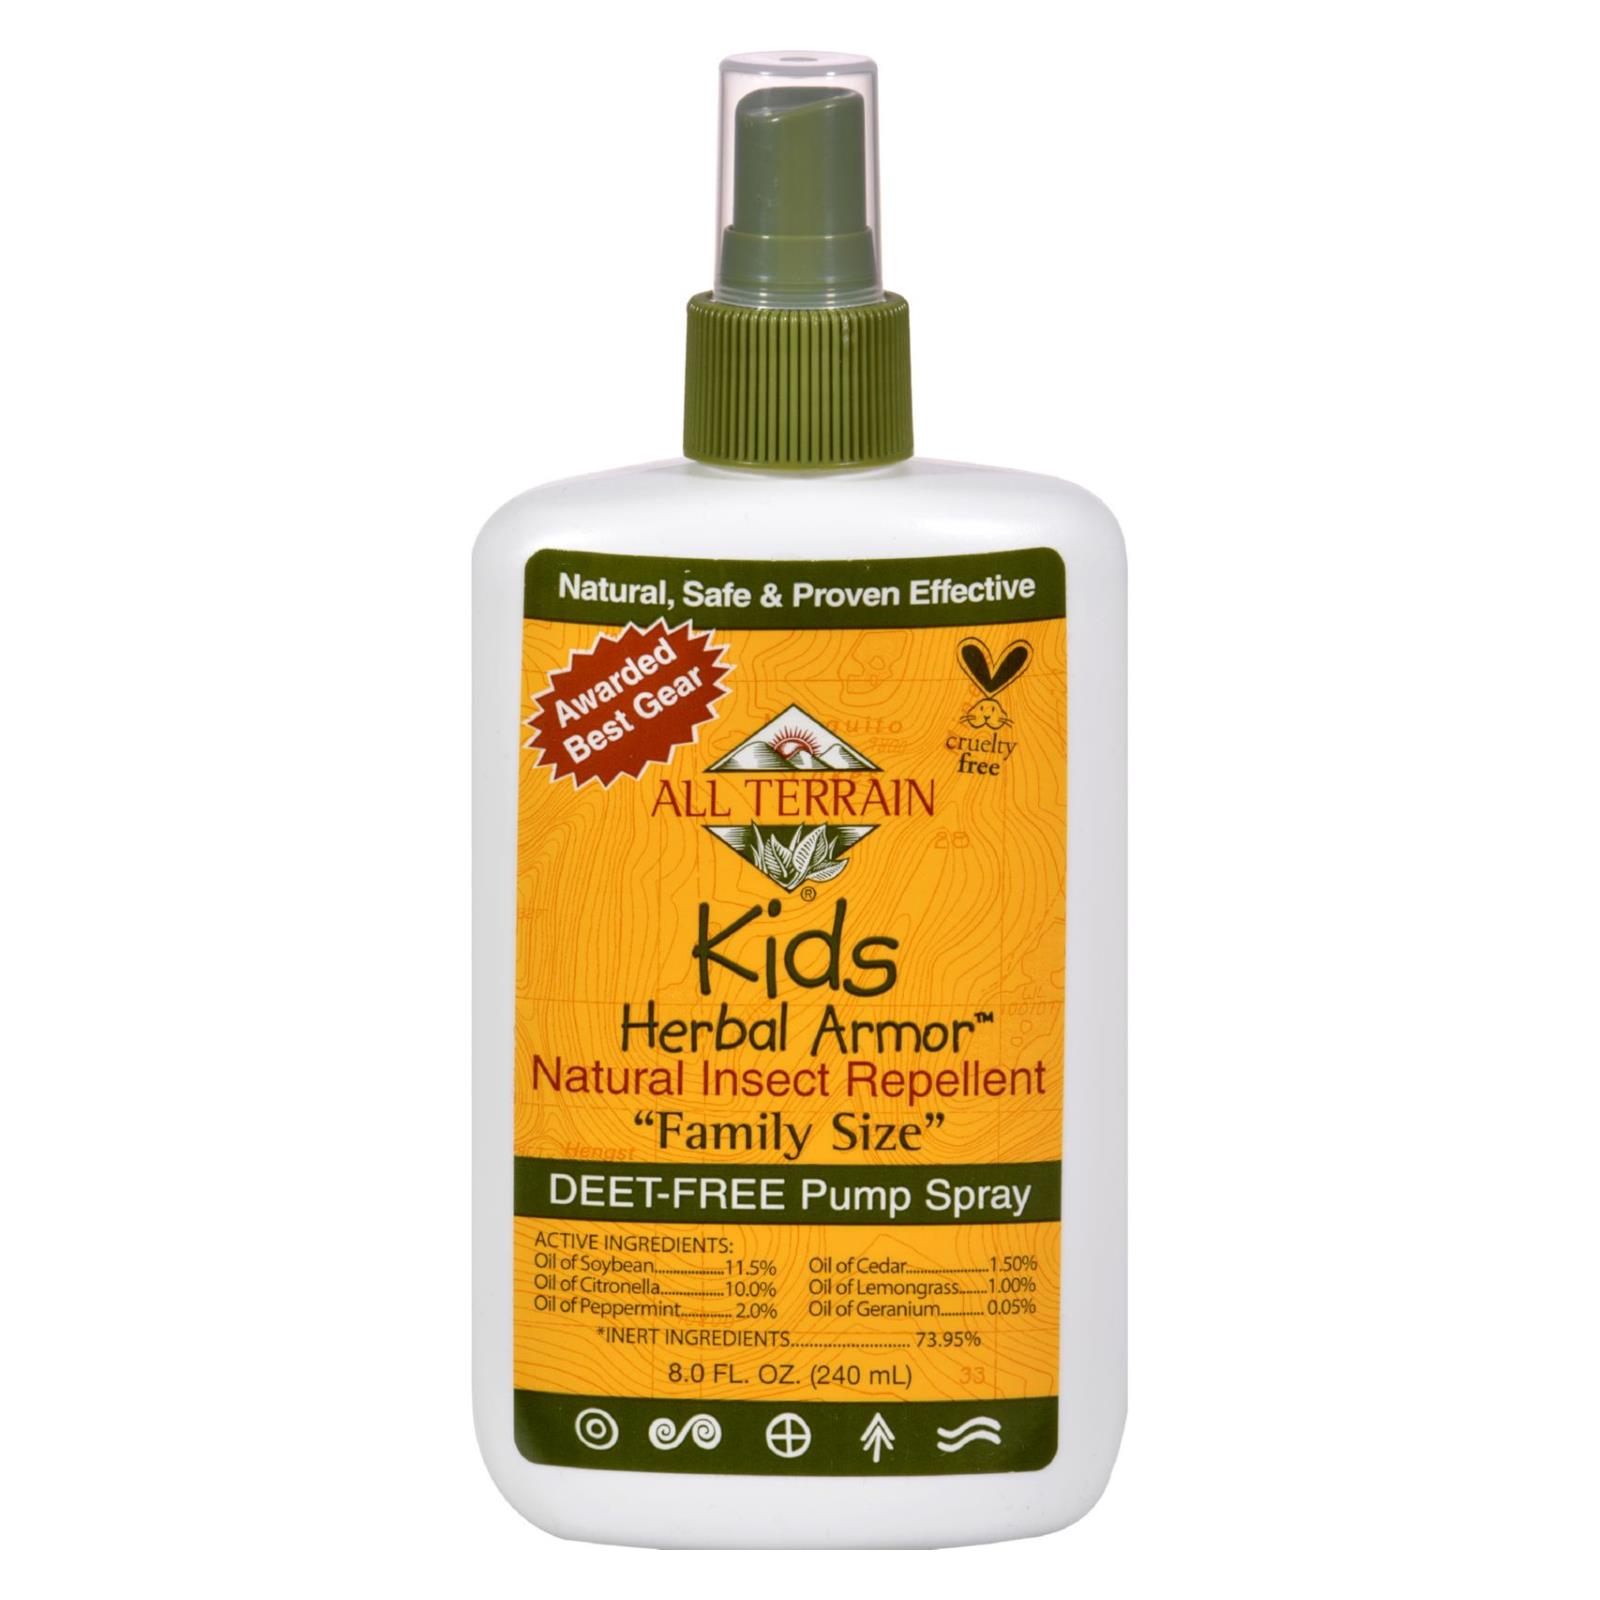 Natural, Safe & Proven Effective
Awarded
Best Gear
cruelty
free
ALL TERRAIN
®
Kids
Herbal Armor™
Natural Insect Repellent
“Family Size”
Hengst
DEET-FREE Pump Spray
ACTIVE INGREDIENTS:
Oil of Soybean....................11.5%
Oil of Citronella..................10.0%
Oil of Peppermint...............2.0%
Oil of Cedar........................1.50%
Oil of Lemongrass........1.00%
Oil of Geranium............0.05%
*INERT INGREDIENTS............................73.95%
8.0 FL. OZ. (240 mL)
33